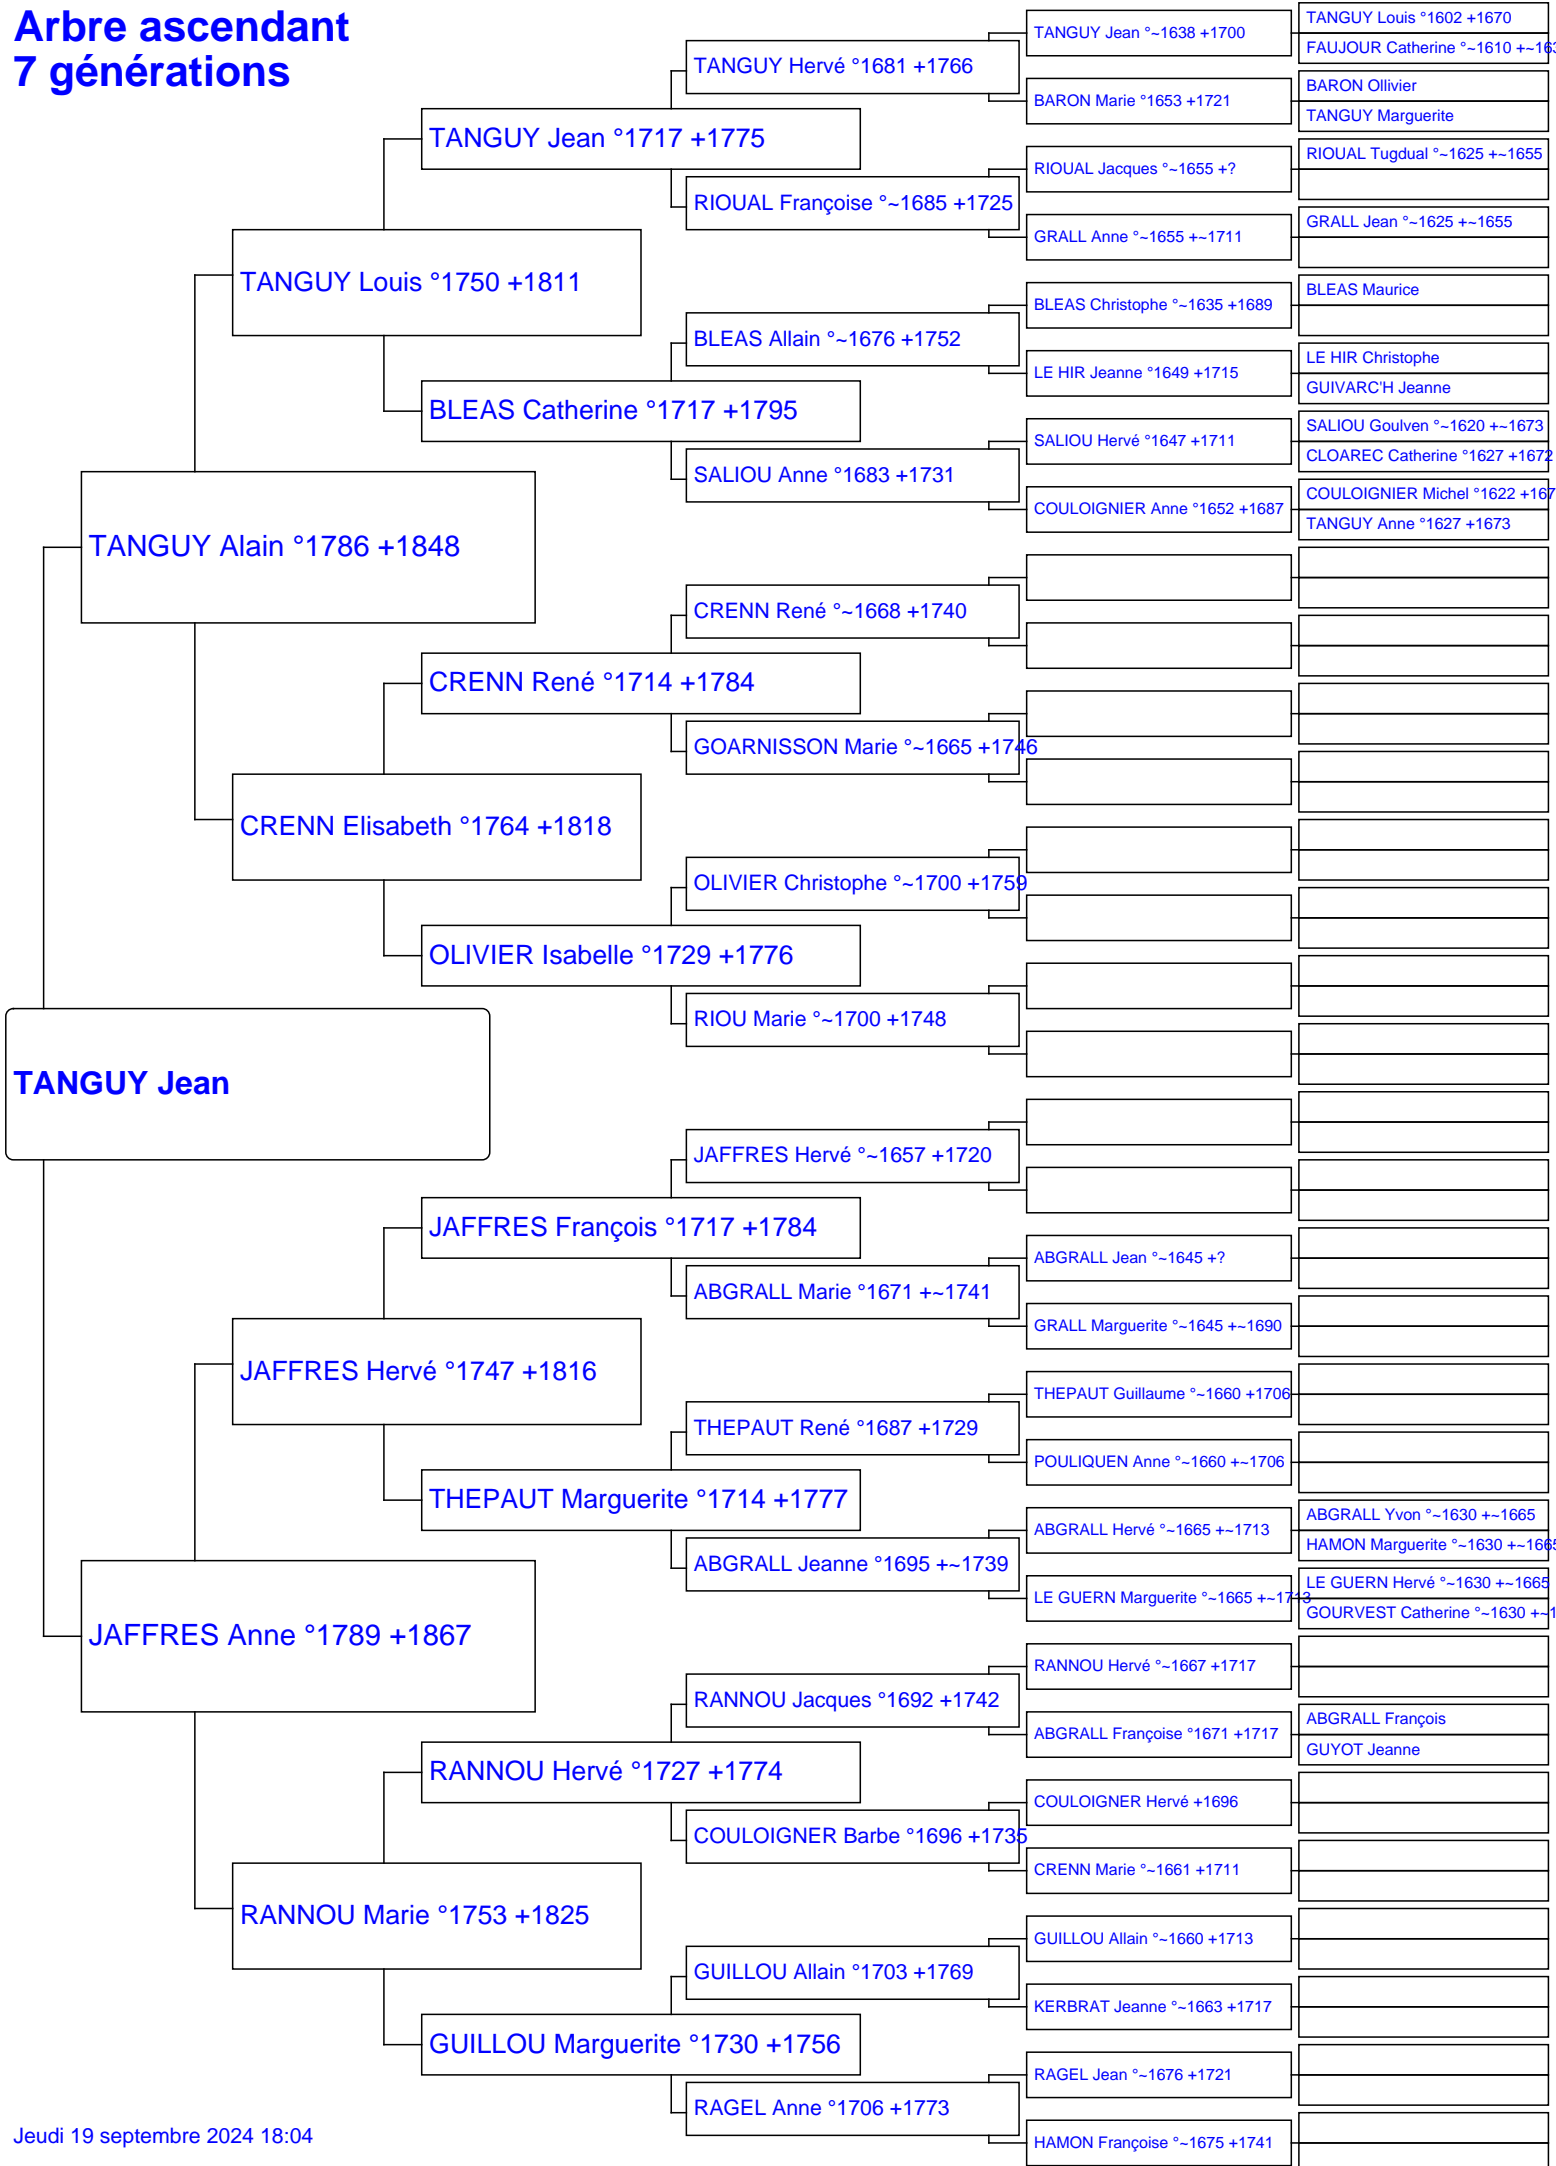 Arbre ascendant
7 générations
TANGUY Jean
TANGUY Alain °1786 +1848
JAFFRES Anne °1789 +1867
TANGUY Louis °1750 +1811
CRENN Elisabeth °1764 +1818
JAFFRES Hervé °1747 +1816
RANNOU Marie °1753 +1825
TANGUY Jean °1717 +1775
BLEAS Catherine °1717 +1795
CRENN René °1714 +1784
OLIVIER Isabelle °1729 +1776
JAFFRES François °1717 +1784
THEPAUT Marguerite °1714 +1777
RANNOU Hervé °1727 +1774
GUILLOU Marguerite °1730 +1756
TANGUY Hervé °1681 +1766
RIOUAL Françoise °~1685 +1725
BLEAS Allain °~1676 +1752
SALIOU Anne °1683 +1731
CRENN René °~1668 +1740
GOARNISSON Marie °~1665 +1746
OLIVIER Christophe °~1700 +1759
RIOU Marie °~1700 +1748
JAFFRES Hervé °~1657 +1720
ABGRALL Marie °1671 +~1741
THEPAUT René °1687 +1729
ABGRALL Jeanne °1695 +~1739
RANNOU Jacques °1692 +1742
COULOIGNER Barbe °1696 +1735
GUILLOU Allain °1703 +1769
RAGEL Anne °1706 +1773
TANGUY Jean °~1638 +1700
BARON Marie °1653 +1721
RIOUAL Jacques °~1655 +?
GRALL Anne °~1655 +~1711
BLEAS Christophe °~1635 +1689
LE HIR Jeanne °1649 +1715
SALIOU Hervé °1647 +1711
COULOIGNIER Anne °1652 +1687
ABGRALL Jean °~1645 +?
GRALL Marguerite °~1645 +~1690
THEPAUT Guillaume °~1660 +1706
POULIQUEN Anne °~1660 +~1706
ABGRALL Hervé °~1665 +~1713
LE GUERN Marguerite °~1665 +~1713
RANNOU Hervé °~1667 +1717
ABGRALL Françoise °1671 +1717
COULOIGNER Hervé +1696
CRENN Marie °~1661 +1711
GUILLOU Allain °~1660 +1713
KERBRAT Jeanne °~1663 +1717
RAGEL Jean °~1676 +1721
HAMON Françoise °~1675 +1741
TANGUY Louis °1602 +1670
FAUJOUR Catherine °~1610 +~163
BARON Ollivier
TANGUY Marguerite
RIOUAL Tugdual °~1625 +~1655
GRALL Jean °~1625 +~1655
BLEAS Maurice
LE HIR Christophe
GUIVARC'H Jeanne
SALIOU Goulven °~1620 +~1673
CLOAREC Catherine °1627 +1672
COULOIGNIER Michel °1622 +167
TANGUY Anne °1627 +1673
ABGRALL Yvon °~1630 +~1665
HAMON Marguerite °~1630 +~1665
LE GUERN Hervé °~1630 +~1665
GOURVEST Catherine °~1630 +~1
ABGRALL François
GUYOT Jeanne
Jeudi 19 septembre 2024 18:04